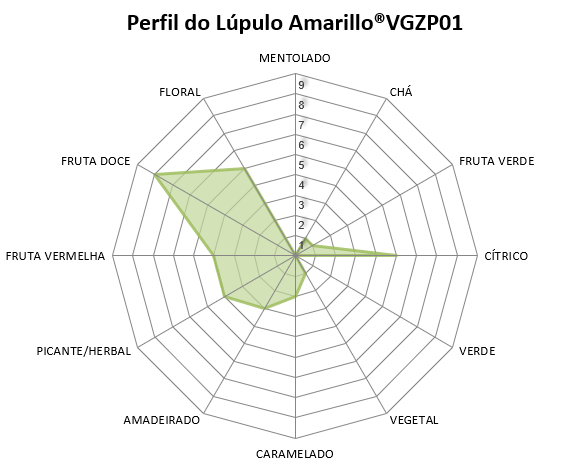 Perfil do Lúpulo Amarillo®VGZP01
MENTOLADO
FLORAL
CHÁ
9
8
7
6
5
4
3
2
1
FRUTA DOCE
FRUTA VERDE
FRUTA VERMELHA
CÍTRICO
PICANTE/HERBAL
VERDE
AMADEIRADO
VEGETAL
CARAMELADO